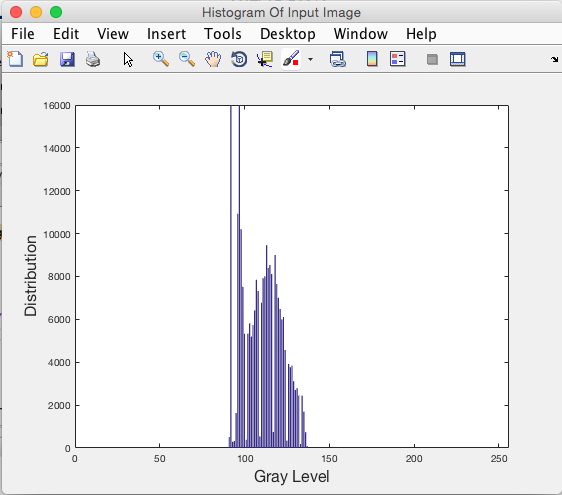 Histogram Of Input Image
File Edit View Insert Tools Desktop Window Help
16000
14000
12000
10000
8000
6000
4000
2000
0
Distribution
0 50 100 150 200 250
Gray Level